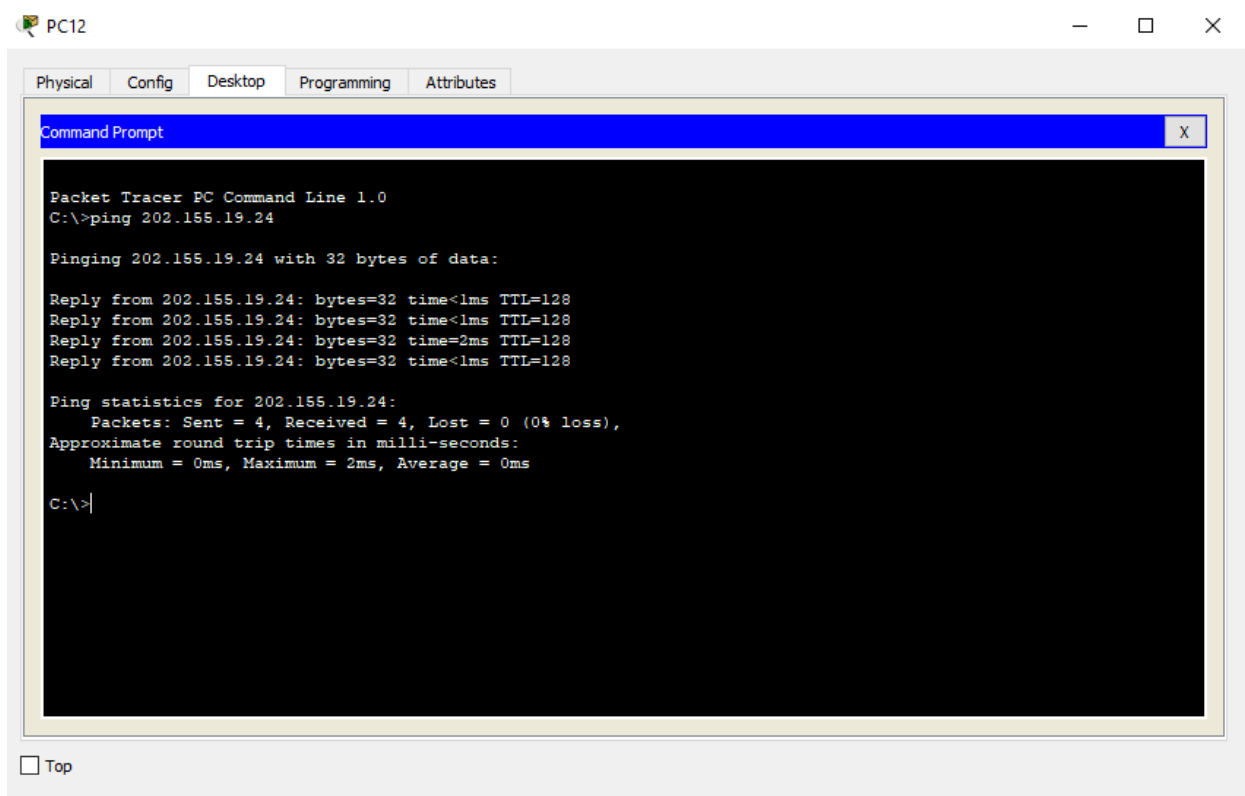 PC12
Physical Config Desktop Programming Attributes
Command Prompt
X
Packet Tracer PC Command Line 1.0
C:\>ping 202.155.19.24
Pinging 202.155.19.24 with 32 bytes of data:
Reply from 202.155.19.24: bytes=32 time<1ms TTL=128
Reply from 202.155.19.24: bytes=32 time<1ms TTL=128
Reply from 202.155.19.24: bytes=32 time=2ms TTL=128
Reply from 202.155.19.24: bytes=32 time<1ms TTL=128
Ping statistics for 202.155.19.24:
Packets: Sent = 4, Received = 4, Lost = 0 (0% loss),
Approximate round trip times in milli-seconds:
Minimum = 0ms, Maximum = 2ms, Average = 0ms
C:\>
Top